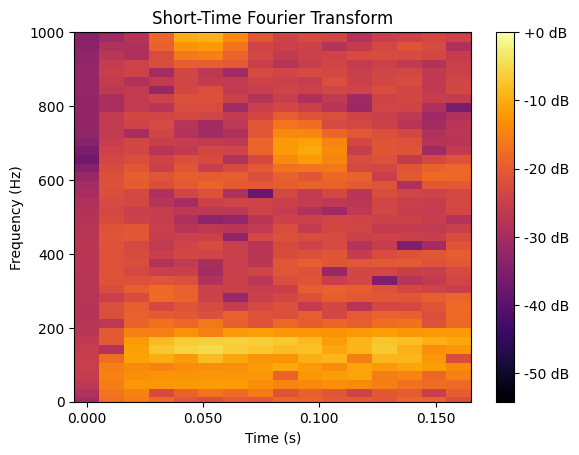 Short-Time Fourier Transform
1000
800
600
400
200
0
Frequency (Hz)
0.000
0.050
0.100
0.150
Time (s)
+0 dB
-10 dB
-20 dB
-30 dB
-40 dB
-50 dB